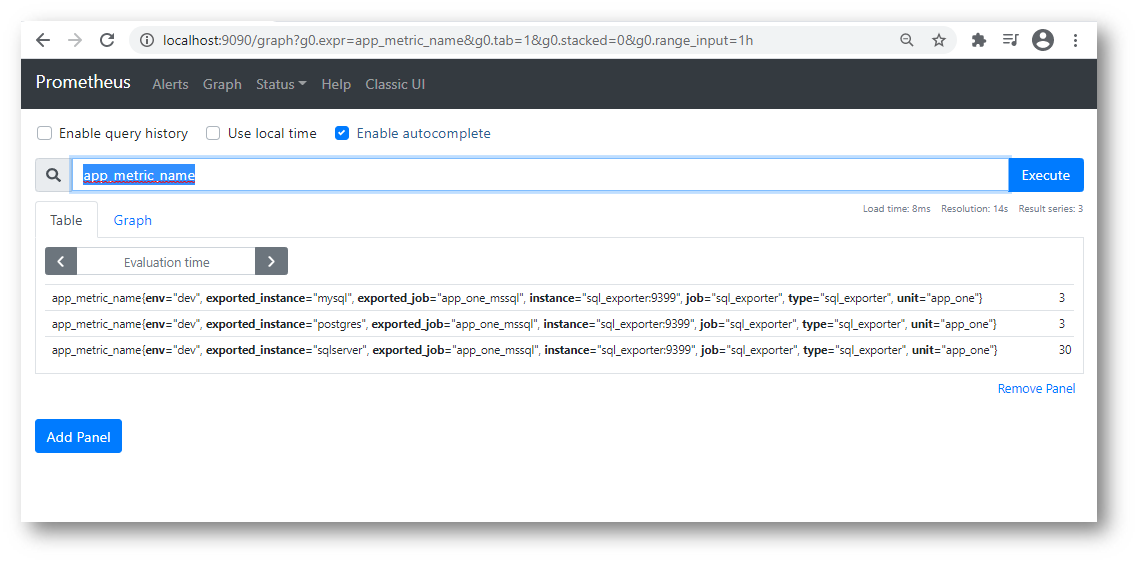 localhost:9090/graph?g0.expr=app_metric_name&g0.tab=1&g0.stacked=0&g0.range_input=1h
Prometheus Alerts Graph Status Help Classic UI
Enable query history Use local time Enable autocomplete
app_metric_name Execute
Load time: 8ms Resolution: 14s Result series: 3
Table Graph
Evaluation time
app_metric_name{env="dev", exported_instance="mysql", exported_job="app_one_mssql", instance="sql_exporter:9399", job="sql_exporter", type="sql_exporter", unit="app_one"} 3
app_metric_name{env="dev", exported_instance="postgres", exported_job="app_one_mssql", instance="sql_exporter:9399", job="sql_exporter", type="sql_exporter", unit="app_one"} 3
app_metric_name{env="dev", exported_instance="sqlserver", exported_job="app_one_mssql", instance="sql_exporter:9399", job="sql_exporter", type="sql_exporter", unit="app_one"} 30
Remove Panel
Add Panel